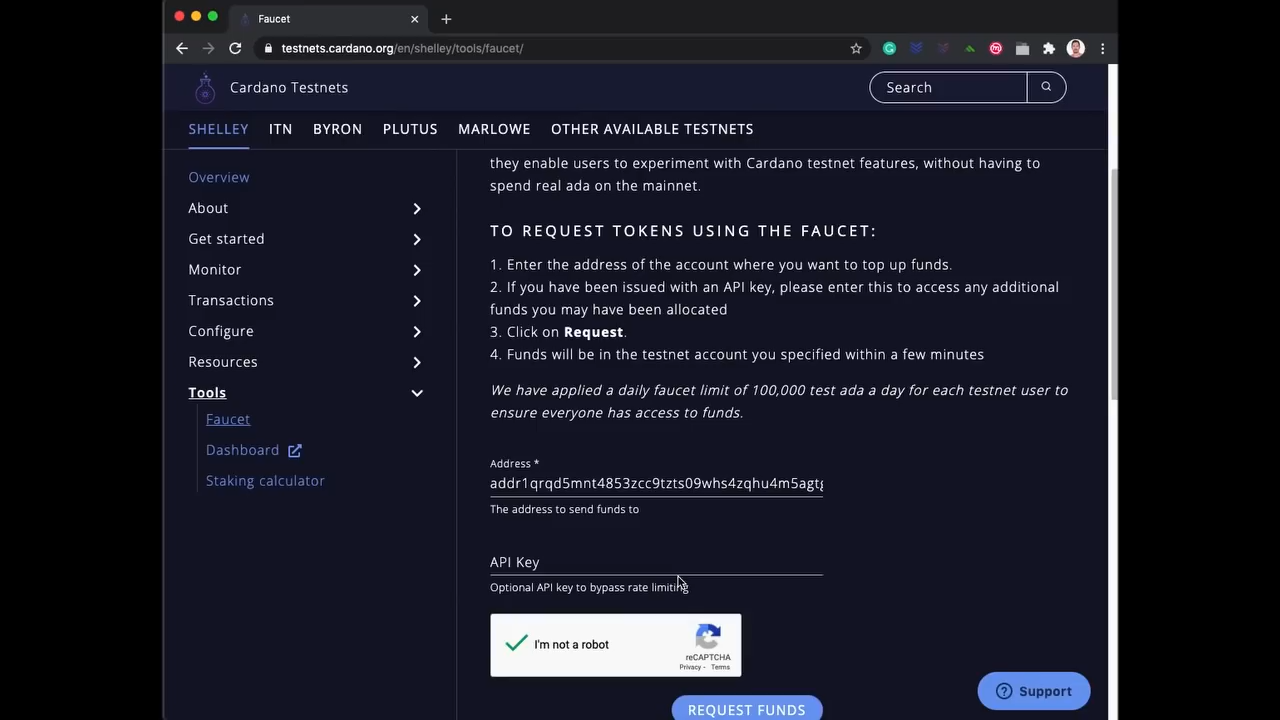 Faucet
testnets.cardano.org/en/shelley/tools/faucet/
Cardano Testnets
Search
SHELLEY ITN BYRON PLUTUS MARLOWE OTHER AVAILABLE TESTNETS
Overview
About
Get started
Monitor
Transactions
Configure
Resources
Tools
Faucet
Dashboard
Staking calculator
they enable users to experiment with Cardano testnet features, without having to
spend real ada on the mainnet.
TO REQUEST TOKENS USING THE FAUCET:
1. Enter the address of the account where you want to top up funds.
2. If you have been issued with an API key, please enter this to access any additional
funds you may have been allocated
3. Click on Request.
4. Funds will be in the testnet account you specified within a few minutes
We have applied a daily faucet limit of 100,000 test ada a day for each testnet user to
ensure everyone has access to funds.
Address *
addr1qrqd5mnt4853zcc9tzts09whs4zqhu4m5agtg
The address to send funds to
API Key
Optional API key to bypass rate limiting
I'm not a robot
reCAPTCHA
Privacy - Terms
REQUEST FUNDS
Support